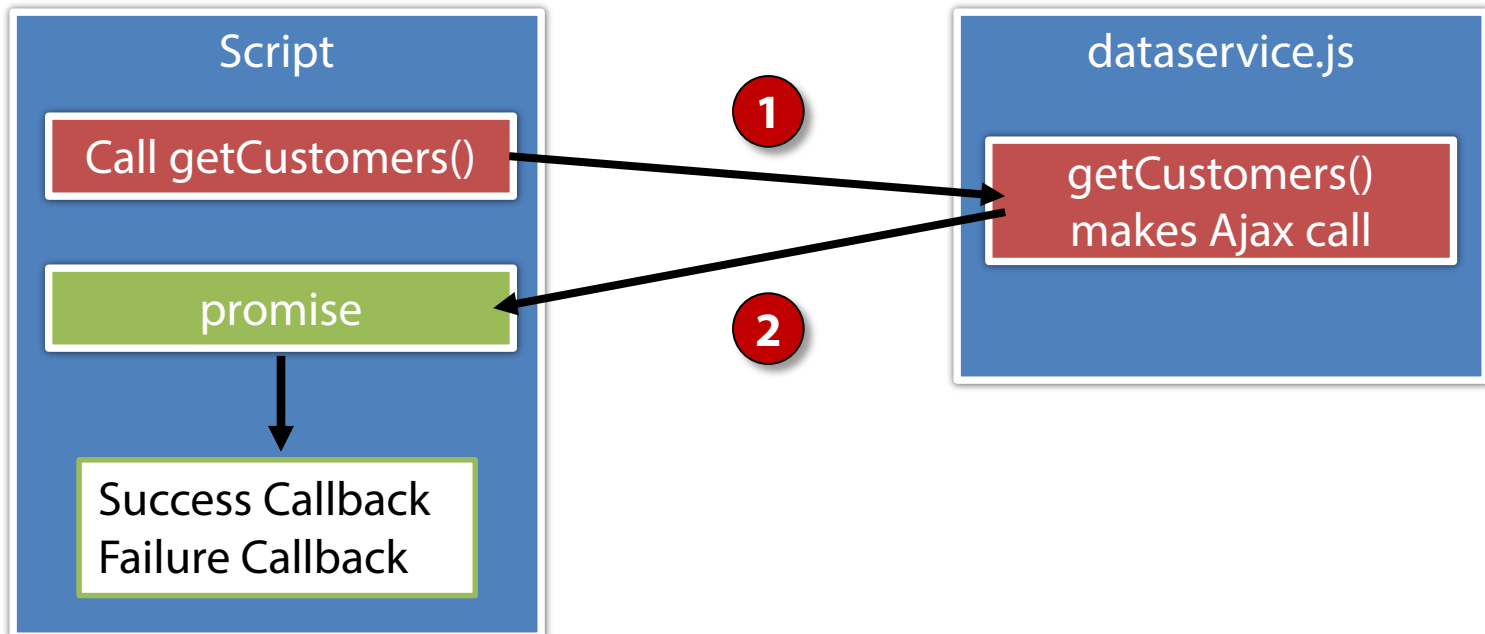 Script
Call getCustomers()
promise
Success Callback
Failure Callback
1
2
dataservice.js
getCustomers()
makes Ajax call